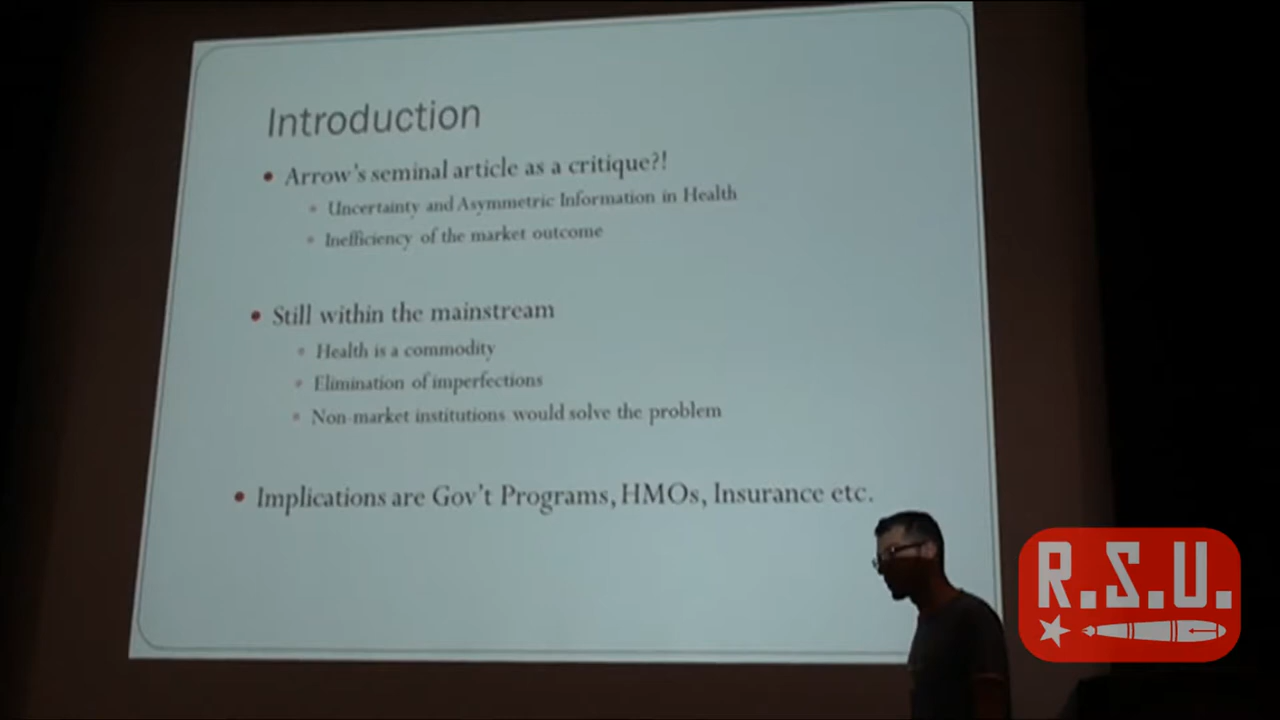 Introduction
• Arrow's seminal article as a critique?!
Uncertainty and Asymmetric Information in Health
Inefficiency of the market outcome
• Still within the mainstream
Health is a commodity
Elimination of imperfections
Non-market institutions would solve the problem
• Implications are Gov't Programs, HMOs, Insurance etc.
R.S.U.